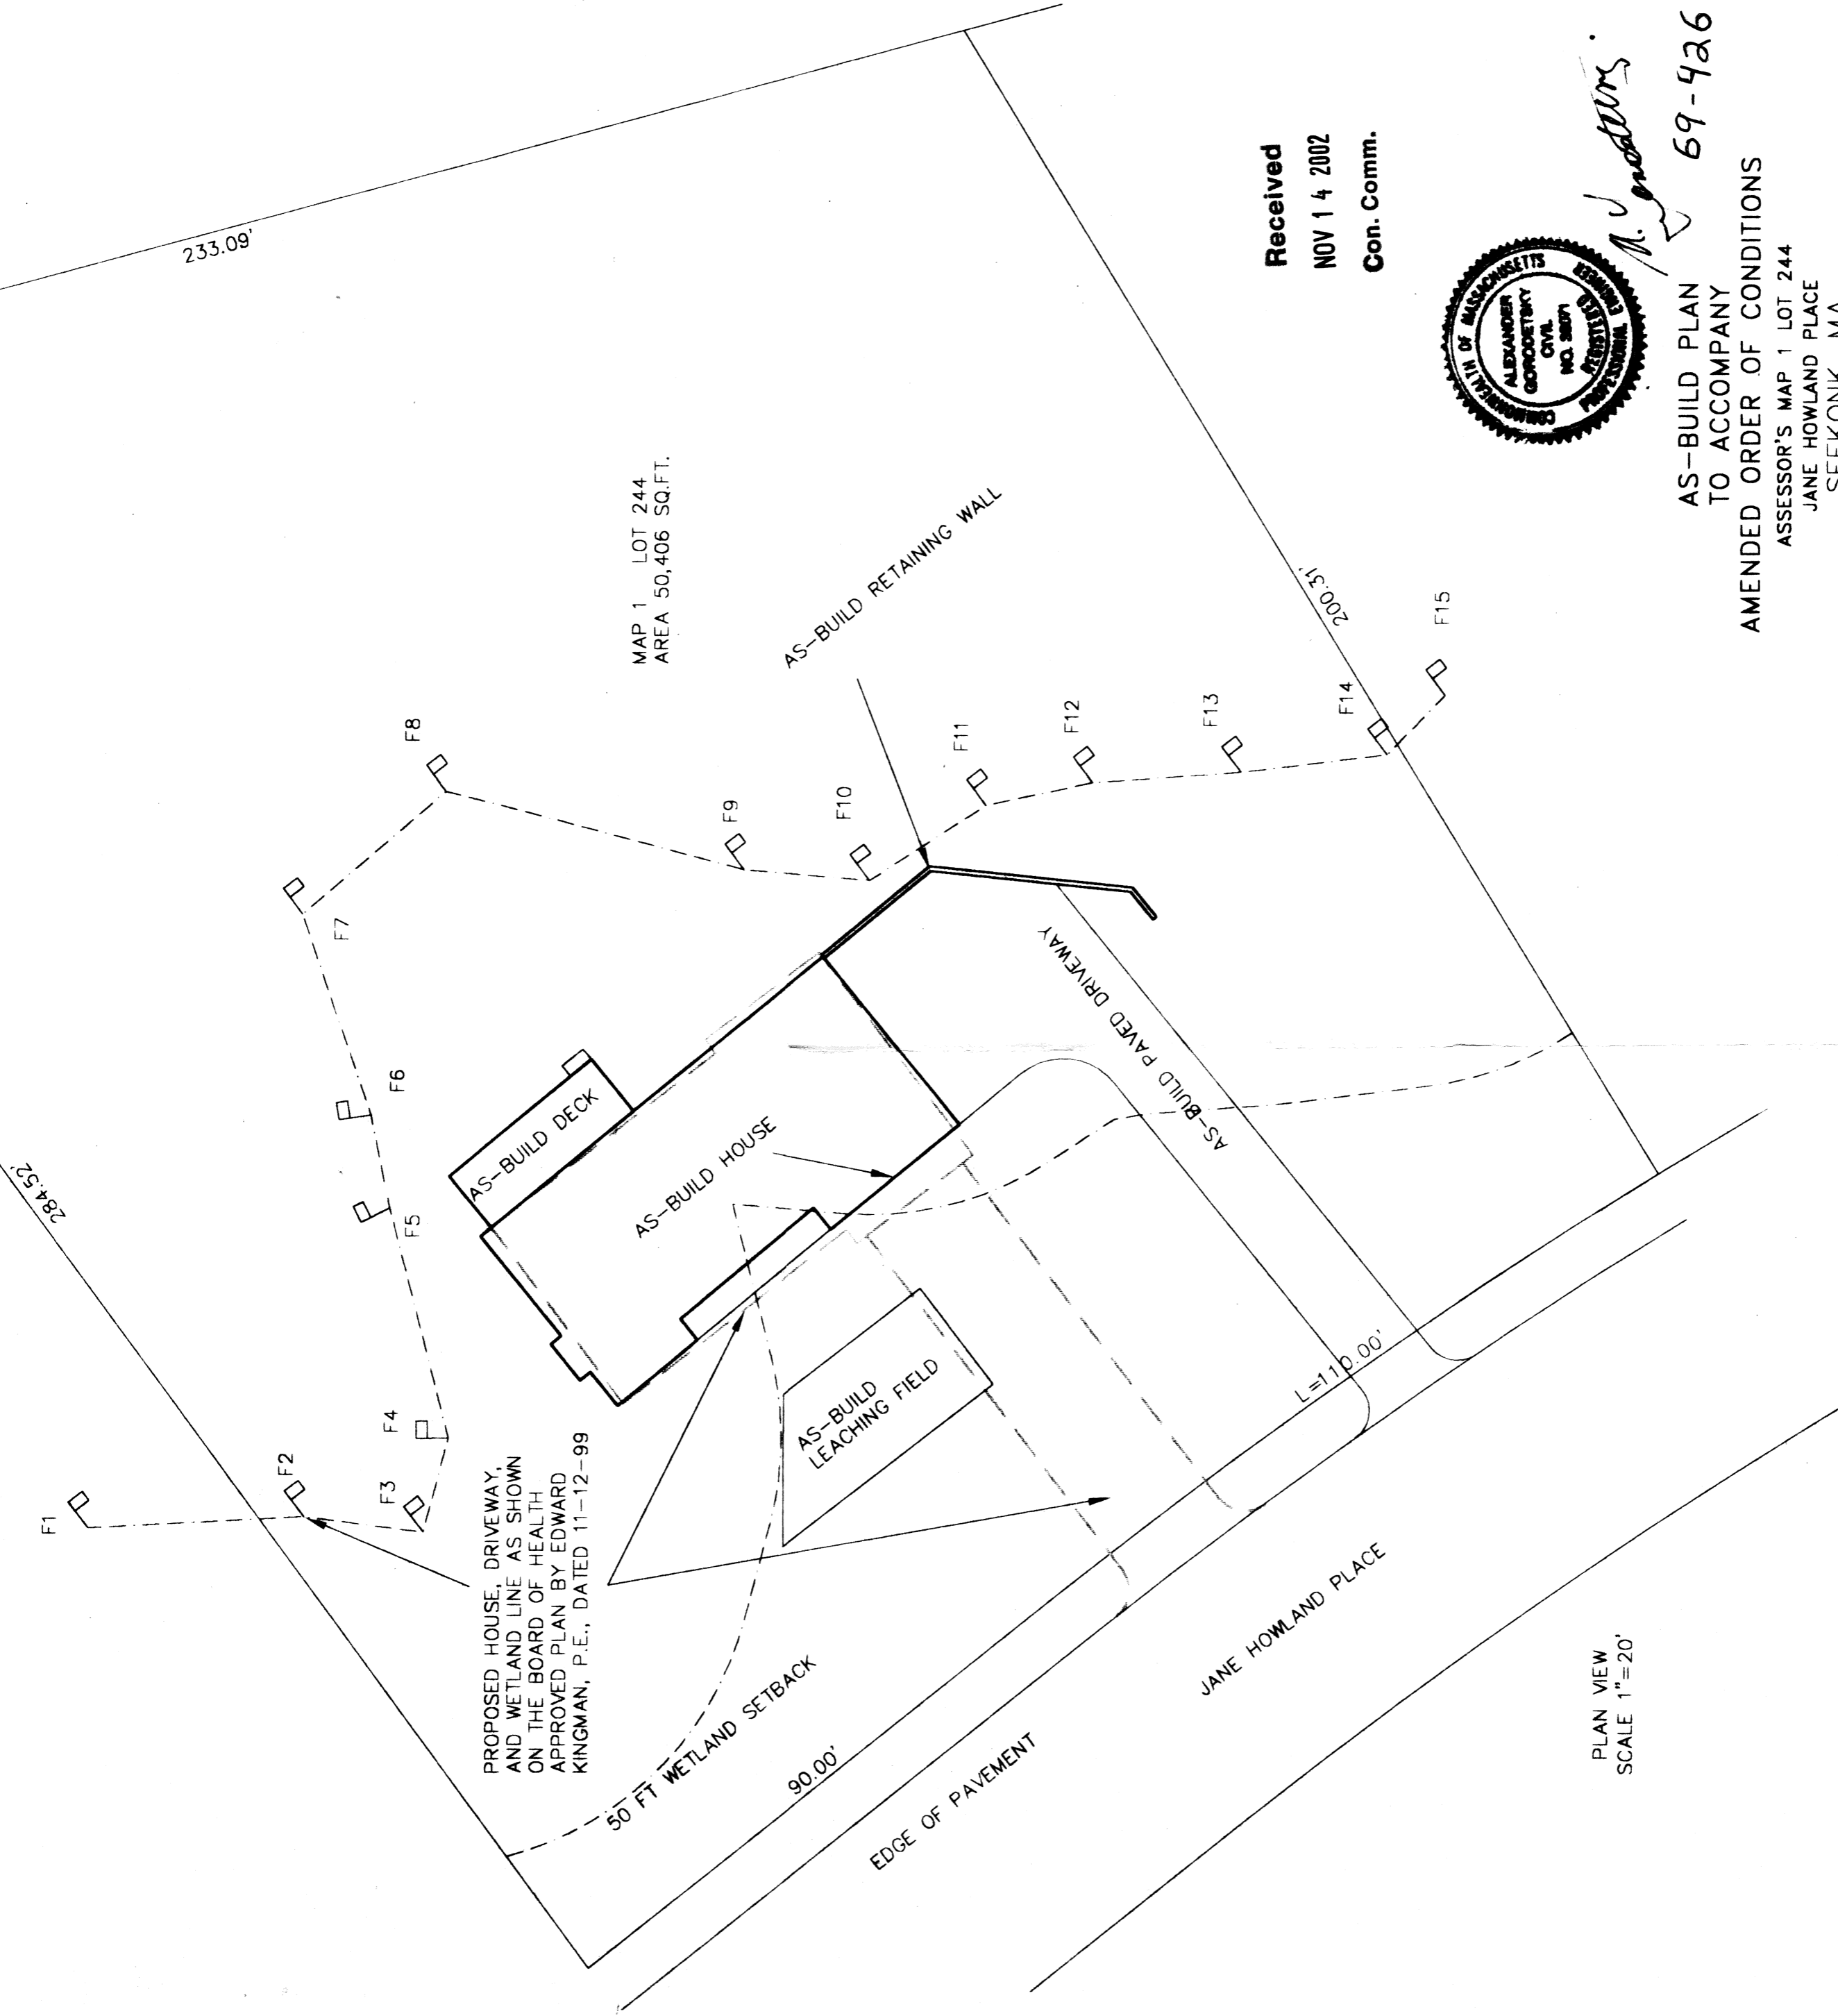 233.09'
284.52'
MAP 1 LOT 244
AREA 50,406 SQ.FT.
F1
F2
F3
F4
F5
F6
F7
F8
F9
F10
F11
F12
F13
F14
F15
AS-BUILD RETAINING WALL
200.31'
AS-BUILD DECK
AS-BUILD HOUSE
AS-BUILD PAVED DRIVEWAY
AS-BUILD
LEACHING FIELD
PROPOSED HOUSE, DRIVEWAY,
AND WETLAND LINE AS SHOWN
ON THE BOARD OF HEALTH
APPROVED PLAN BY EDWARD
KINGMAN, P.E., DATED 11-12-99
50 FT WETLAND SETBACK
90.00'
L=110.00'
EDGE OF PAVEMENT
JANE HOWLAND PLACE
PLAN VIEW
SCALE 1"=20'
Received
NOV 14 2002
Con. Comm.
COMMONWEALTH OF MASSACHUSETTS
ALEXANDER
GORODETSKY
CIVIL
NO.
REGISTERED
PROFESSIONAL ENGINEER
69-426
AS-BUILD PLAN
TO ACCOMPANY
AMENDED ORDER OF CONDITIONS
ASSESSOR'S MAP 1 LOT 244
JANE HOWLAND PLACE
SEEKONK, MA